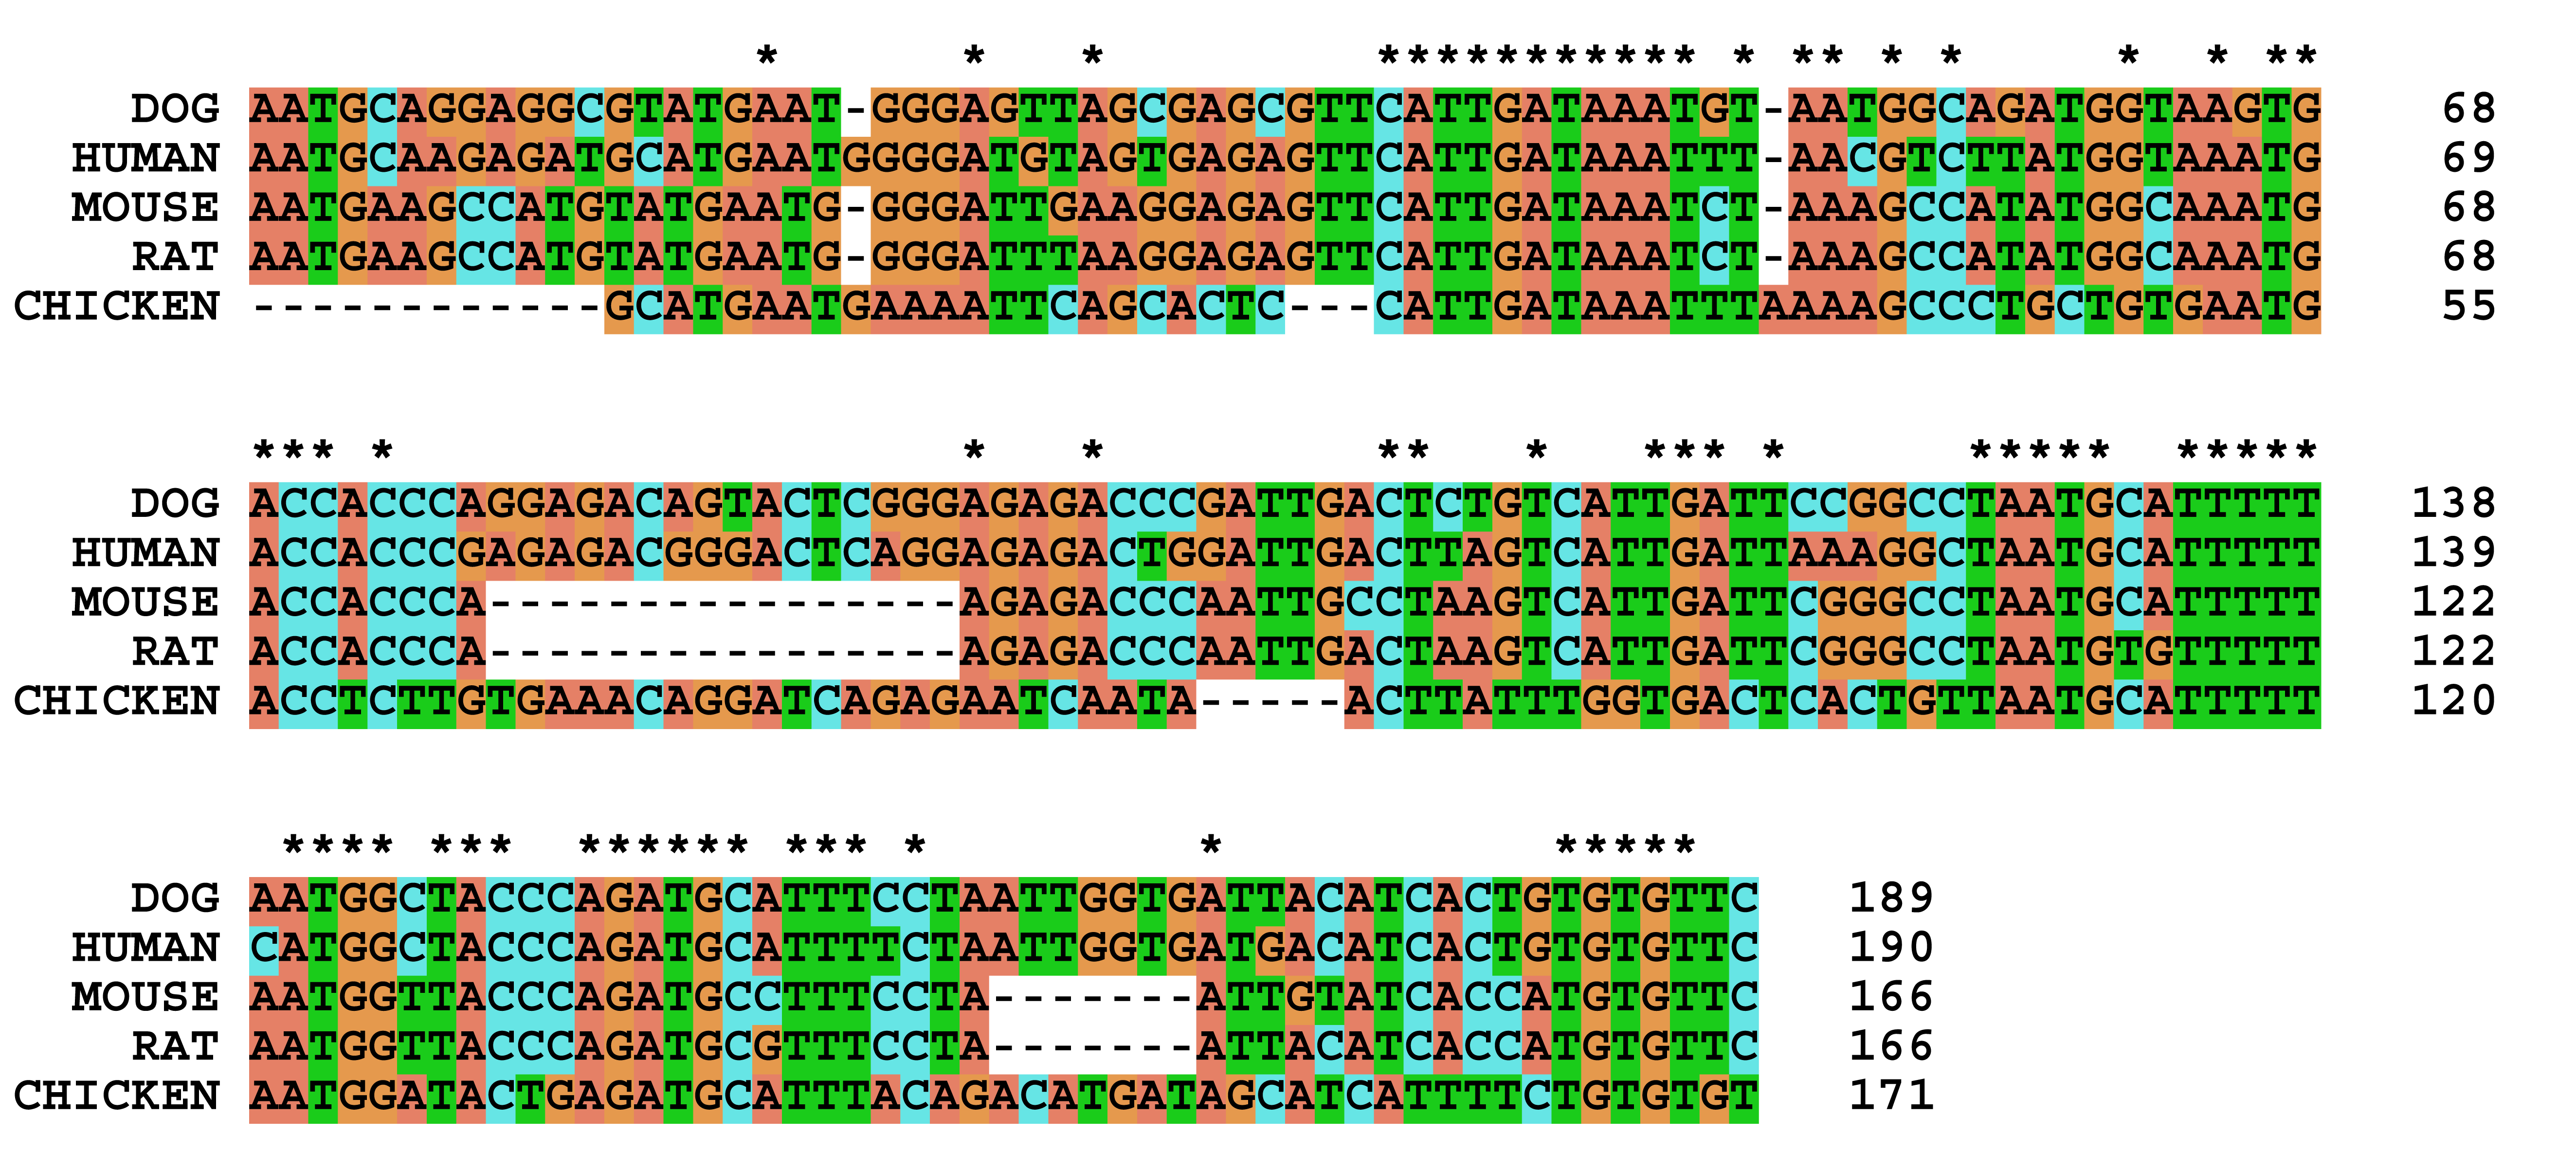 *      *   *         *********** * ** * *     *  * **
DOG AATGCAGGAGGCGTATGAAT-GGGAGTTAGCGAGCGTTCATTGATAAATGT-AATGGCAGATGGTAAGTG 68
HUMAN AATGCAAGAGATGCATGAATGGGGATGTAGTGAGAGTTCATTGATAAATTT-AACGTCTTATGGTAAATG 69
MOUSE AATGAAGCCATGTATGAATG-GGGATTGAAGGAGAGTTCATTGATAAATCT-AAAGCCATATGGCAAATG 68
RAT AATGAAGCCATGTATGAATG-GGGATTTAAGGAGAGTTCATTGATAAATCT-AAAGCCATATGGCAAATG 68
CHICKEN ------------GCATGAATGAAAATTCAGCACTC---CATTGATAAATTTAAAAGCCCTGCTGTGAATG 55
*** *                   *   *         **   *   *** *      *****  *****
DOG ACCACCCAGGAGACAGTACTCGGGAGAGACCCGATTGACTCTGTCATTGATTCCGGCCTAATGCATTTTT 138
HUMAN ACCACCCGAGAGACGGGACTCAGGAGAGACTGGATTGACTTAGTCATTGATTAAAGGCTAATGCATTTTT 139
MOUSE ACCACCCA----------------AGAGACCCAATTGCCTAAGTCATTGATTCGGGCCTAATGCATTTTT 122
RAT ACCACCCA----------------AGAGACCCAATTGACTAAGTCATTGATTCGGGCCTAATGTGTTTTT 122
CHICKEN ACCTCTTGTGAAACAGGATCAGAGAATCAATA-----ACTTATTTGGTGACTCACTGTTAATGCATTTTT 120
 **** ***  ****** *** *         *           *****
DOG AATGGCTACCCAGATGCATTTCCTAATTGGTGATTACATCACTGTGTGTTC 189
HUMAN CATGGCTACCCAGATGCATTTTCTAATTGGTGATGACATCACTGTGTGTTC 190
MOUSE AATGGTTACCCAGATGCCTTTCCTA-------ATTGTATCACCATGTGTTC 166
RAT AATGGTTACCCAGATGCGTTTCCTA-------ATTACATCACCATGTGTTC 166
CHICKEN AATGGATACTGAGATGCATTTACAGACATGATAGCATCATTTTCTGTGTGT 171